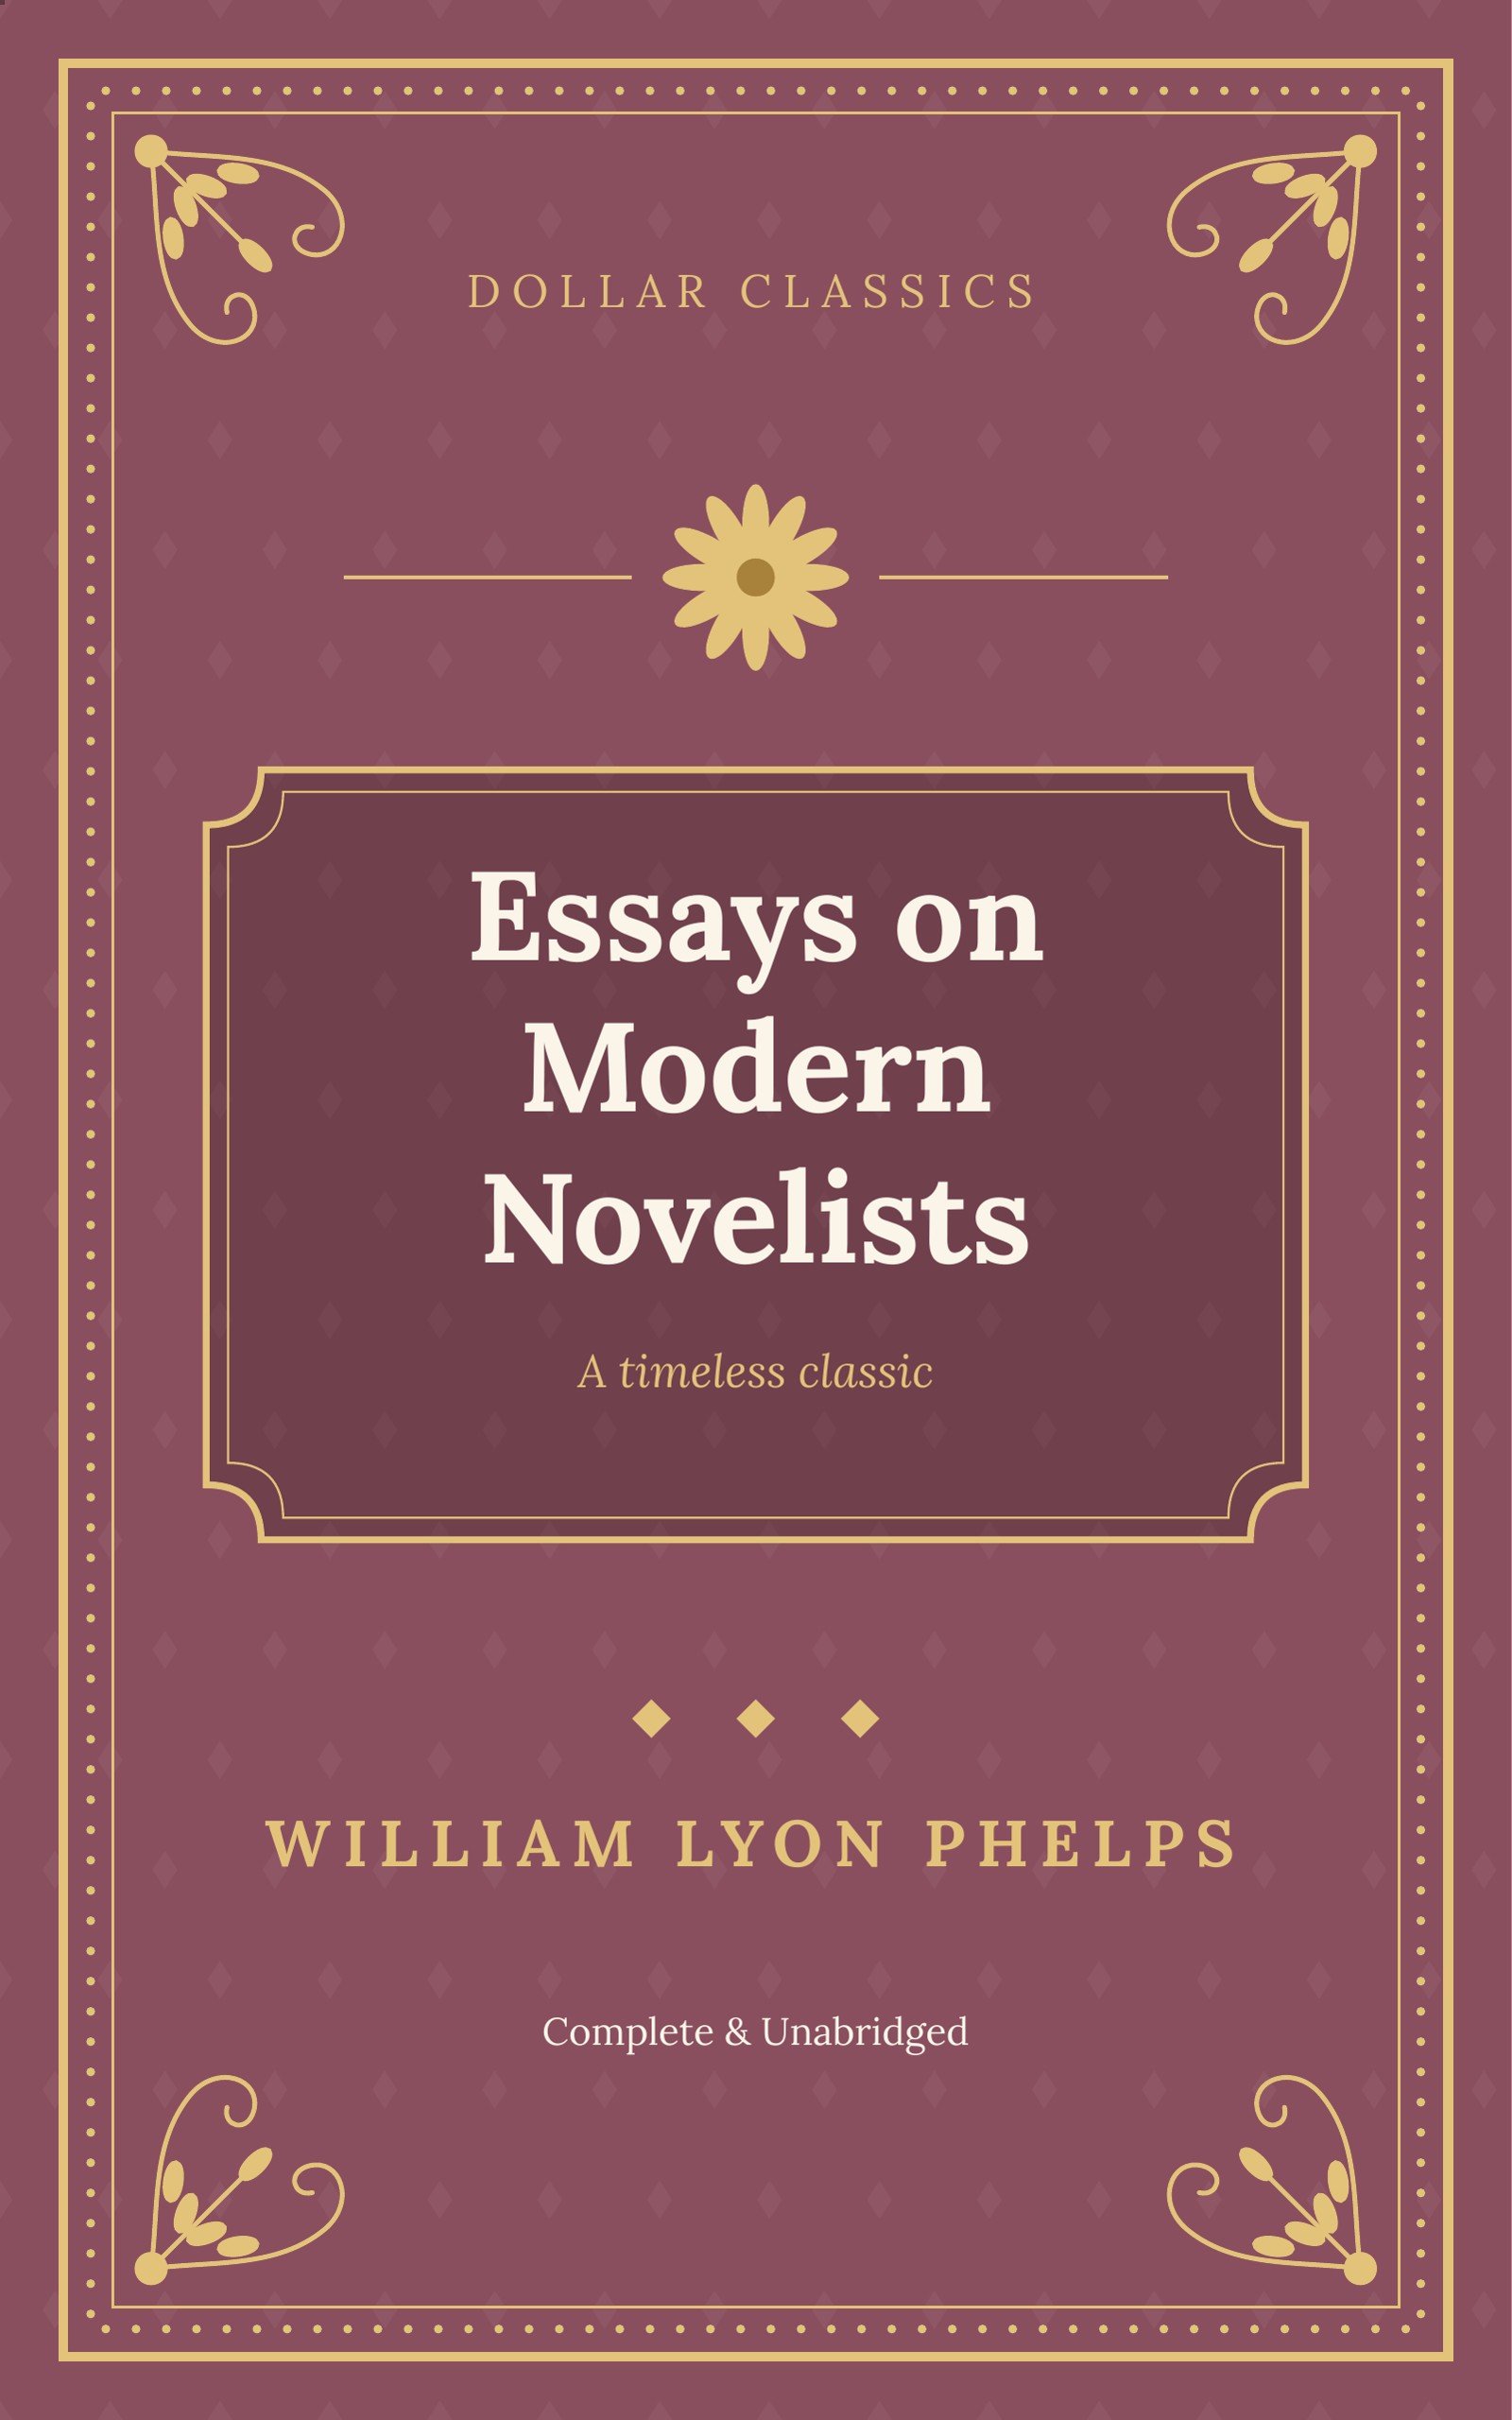 DOLLAR CLASSICS
Essays on
Modern
Novelists
A timeless classic
WILLIAM LYON PHELPS
Complete & Unabridged